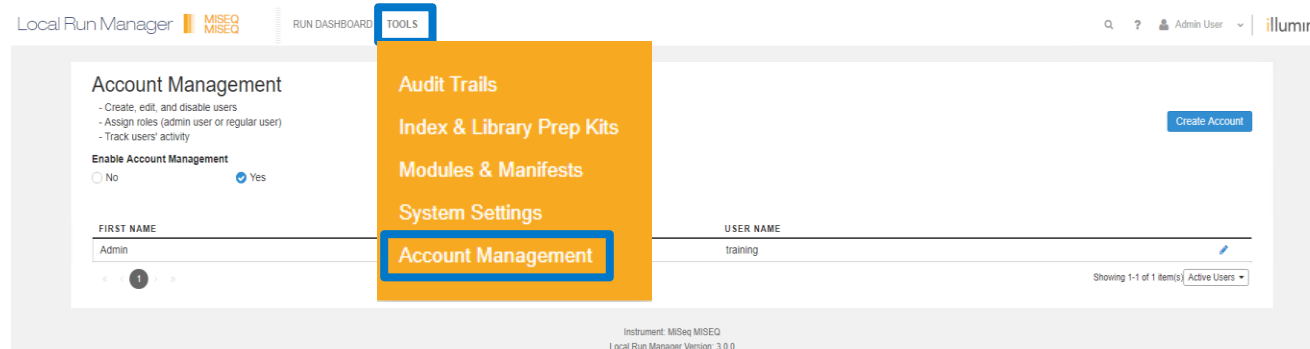 Local Run Manager MISEQ MISEQ RUN DASHBOARD TOOLS ? Admin User
Audit Trails
Index & Library Prep Kits
Modules & Manifests
System Settings
Account Management
Account Management
- Create, edit, and disable users
- Assign roles (admin user or regular user)
- Track users' activity
Create Account
Enable Account Management
No Yes
FIRST NAME USER NAME
Admin training
« ‹ 1 › » Showing 1-1 of 1 item(s) Active Users
Instrument: MiSeq MISEQ
Local Run Manager Version: 3.0.0